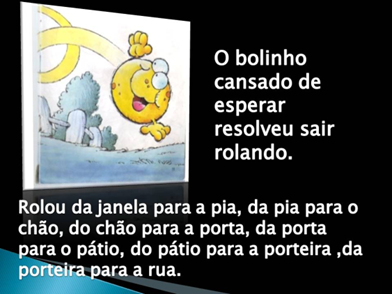 O bolinho
cansado de
esperar
resolveu sair
rolando.
Rolou da janela para a pia, da pia para o
chão, do chão para a porta, da porta
para o pátio, do pátio para a porteira ,da
porteira para a rua.